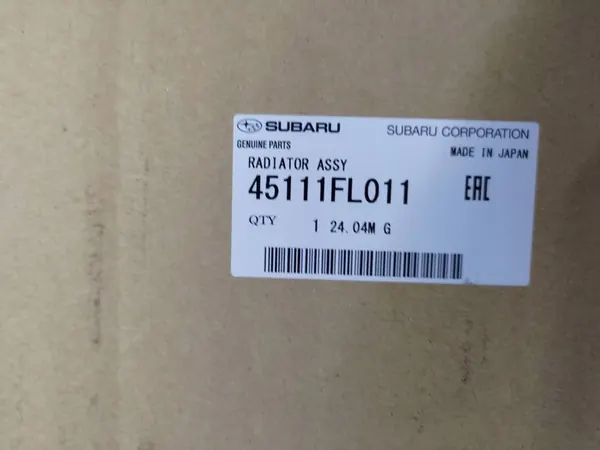 SUBARU SUBARU CORPORATION
GENUINE PARTS MADE IN JAPAN
RADIATOR ASSY
45111FL011 EAC
QTY 1 24.04M G